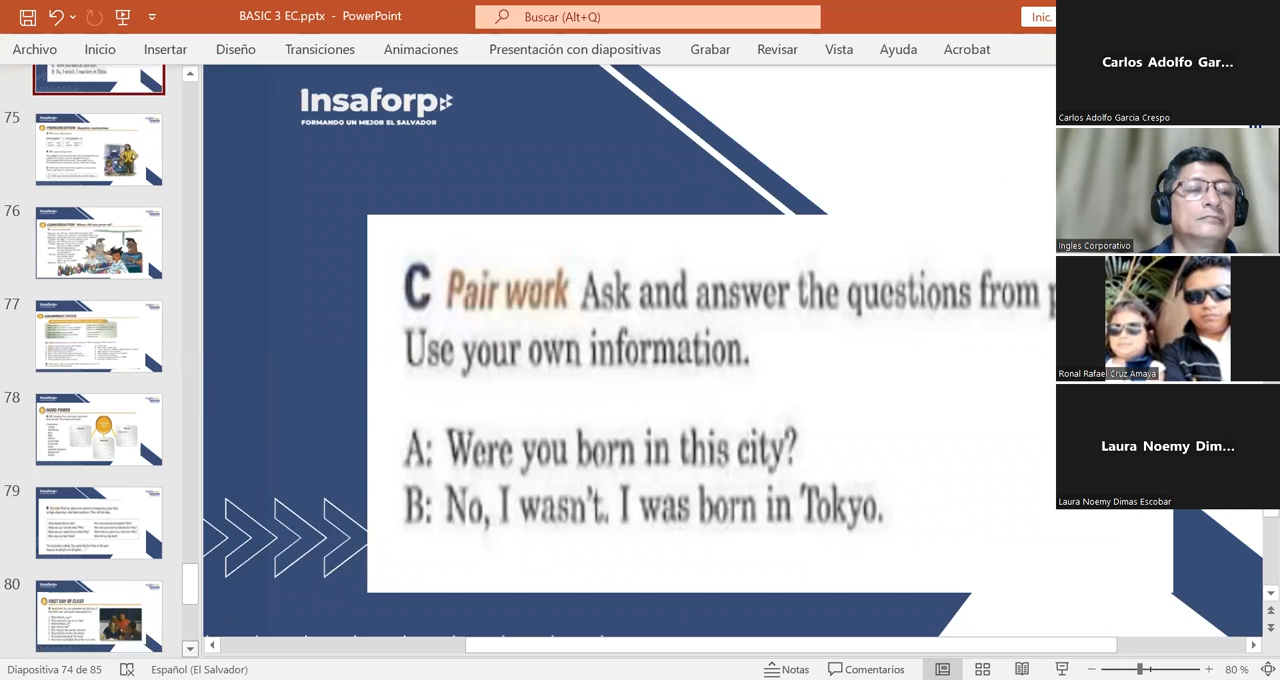 BASIC 3 EC.pptx - PowerPoint
Buscar (Alt+Q)
Inic.
Archivo Inicio Insertar Diseño Transiciones Animaciones Presentación con diapositivas Grabar Revisar Vista Ayuda Acrobat
75
76
77
78
79
80
Insaforp
FORMANDO UN MEJOR EL SALVADOR
C Pair work Ask and answer the questions from
Use your own information.
A: Were you born in this city?
B: No, I wasn't. I was born in Tokyo.
Carlos Adolfo Gar...
Carlos Adolfo Garcia Crespo
Ingles Corporativo
Ronal Rafael Cruz Amaya
Laura Noemy Dim...
Laura Noemy Dimas Escobar
Diapositiva 74 de 85 Español (El Salvador) Notas Comentarios 80 %